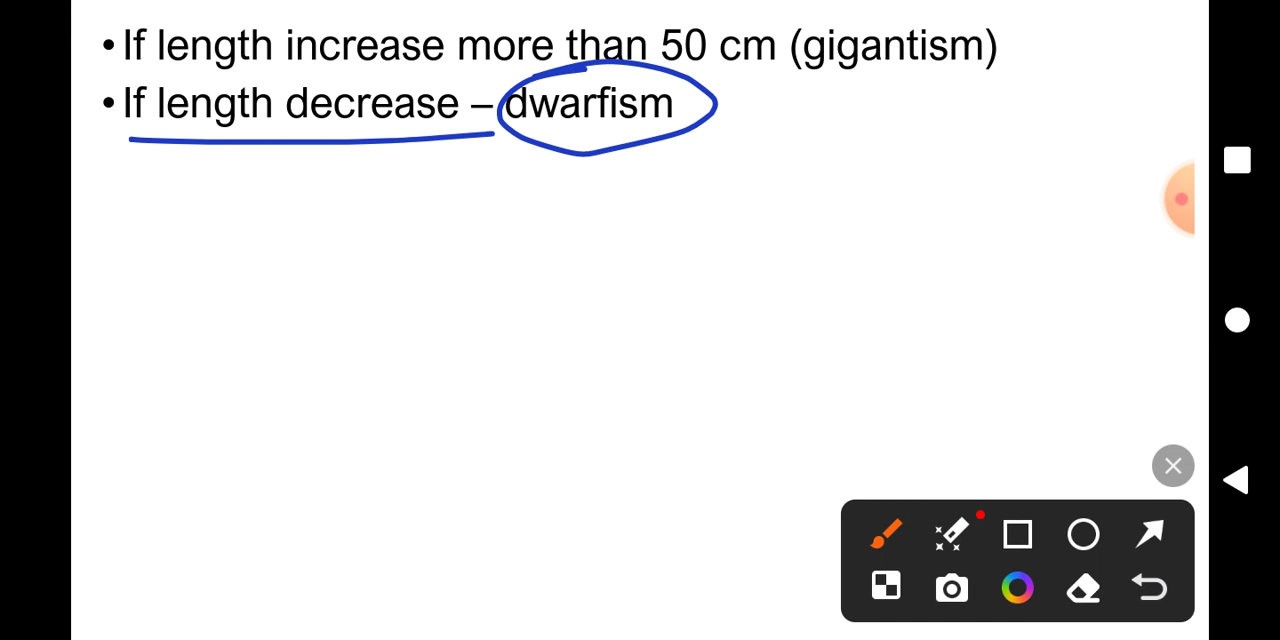 • If length increase more than 50 cm (gigantism)
• If length decrease – dwarfism